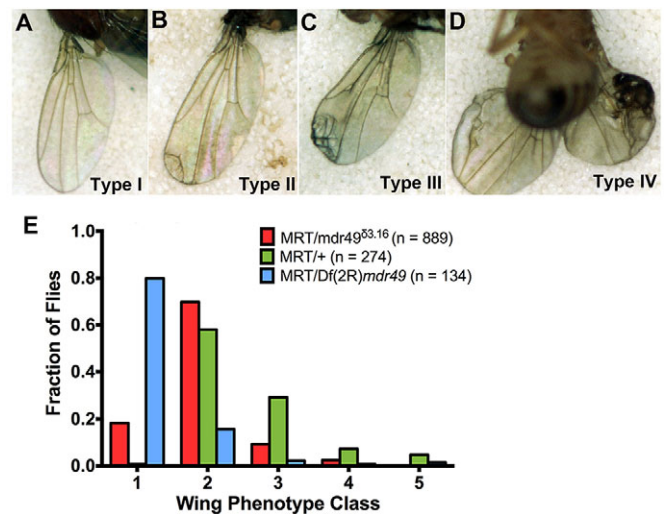 A
B
C
D
Type I
Type II
Type III
Type IV
E
MRT/mdr49δ3.16 (n = 889)
MRT/+ (n = 274)
MRT/Df(2R)mdr49 (n = 134)
Fraction of Flies
1.0
0.8
0.6
0.4
0.2
0.0
1 2 3 4 5
Wing Phenotype Class